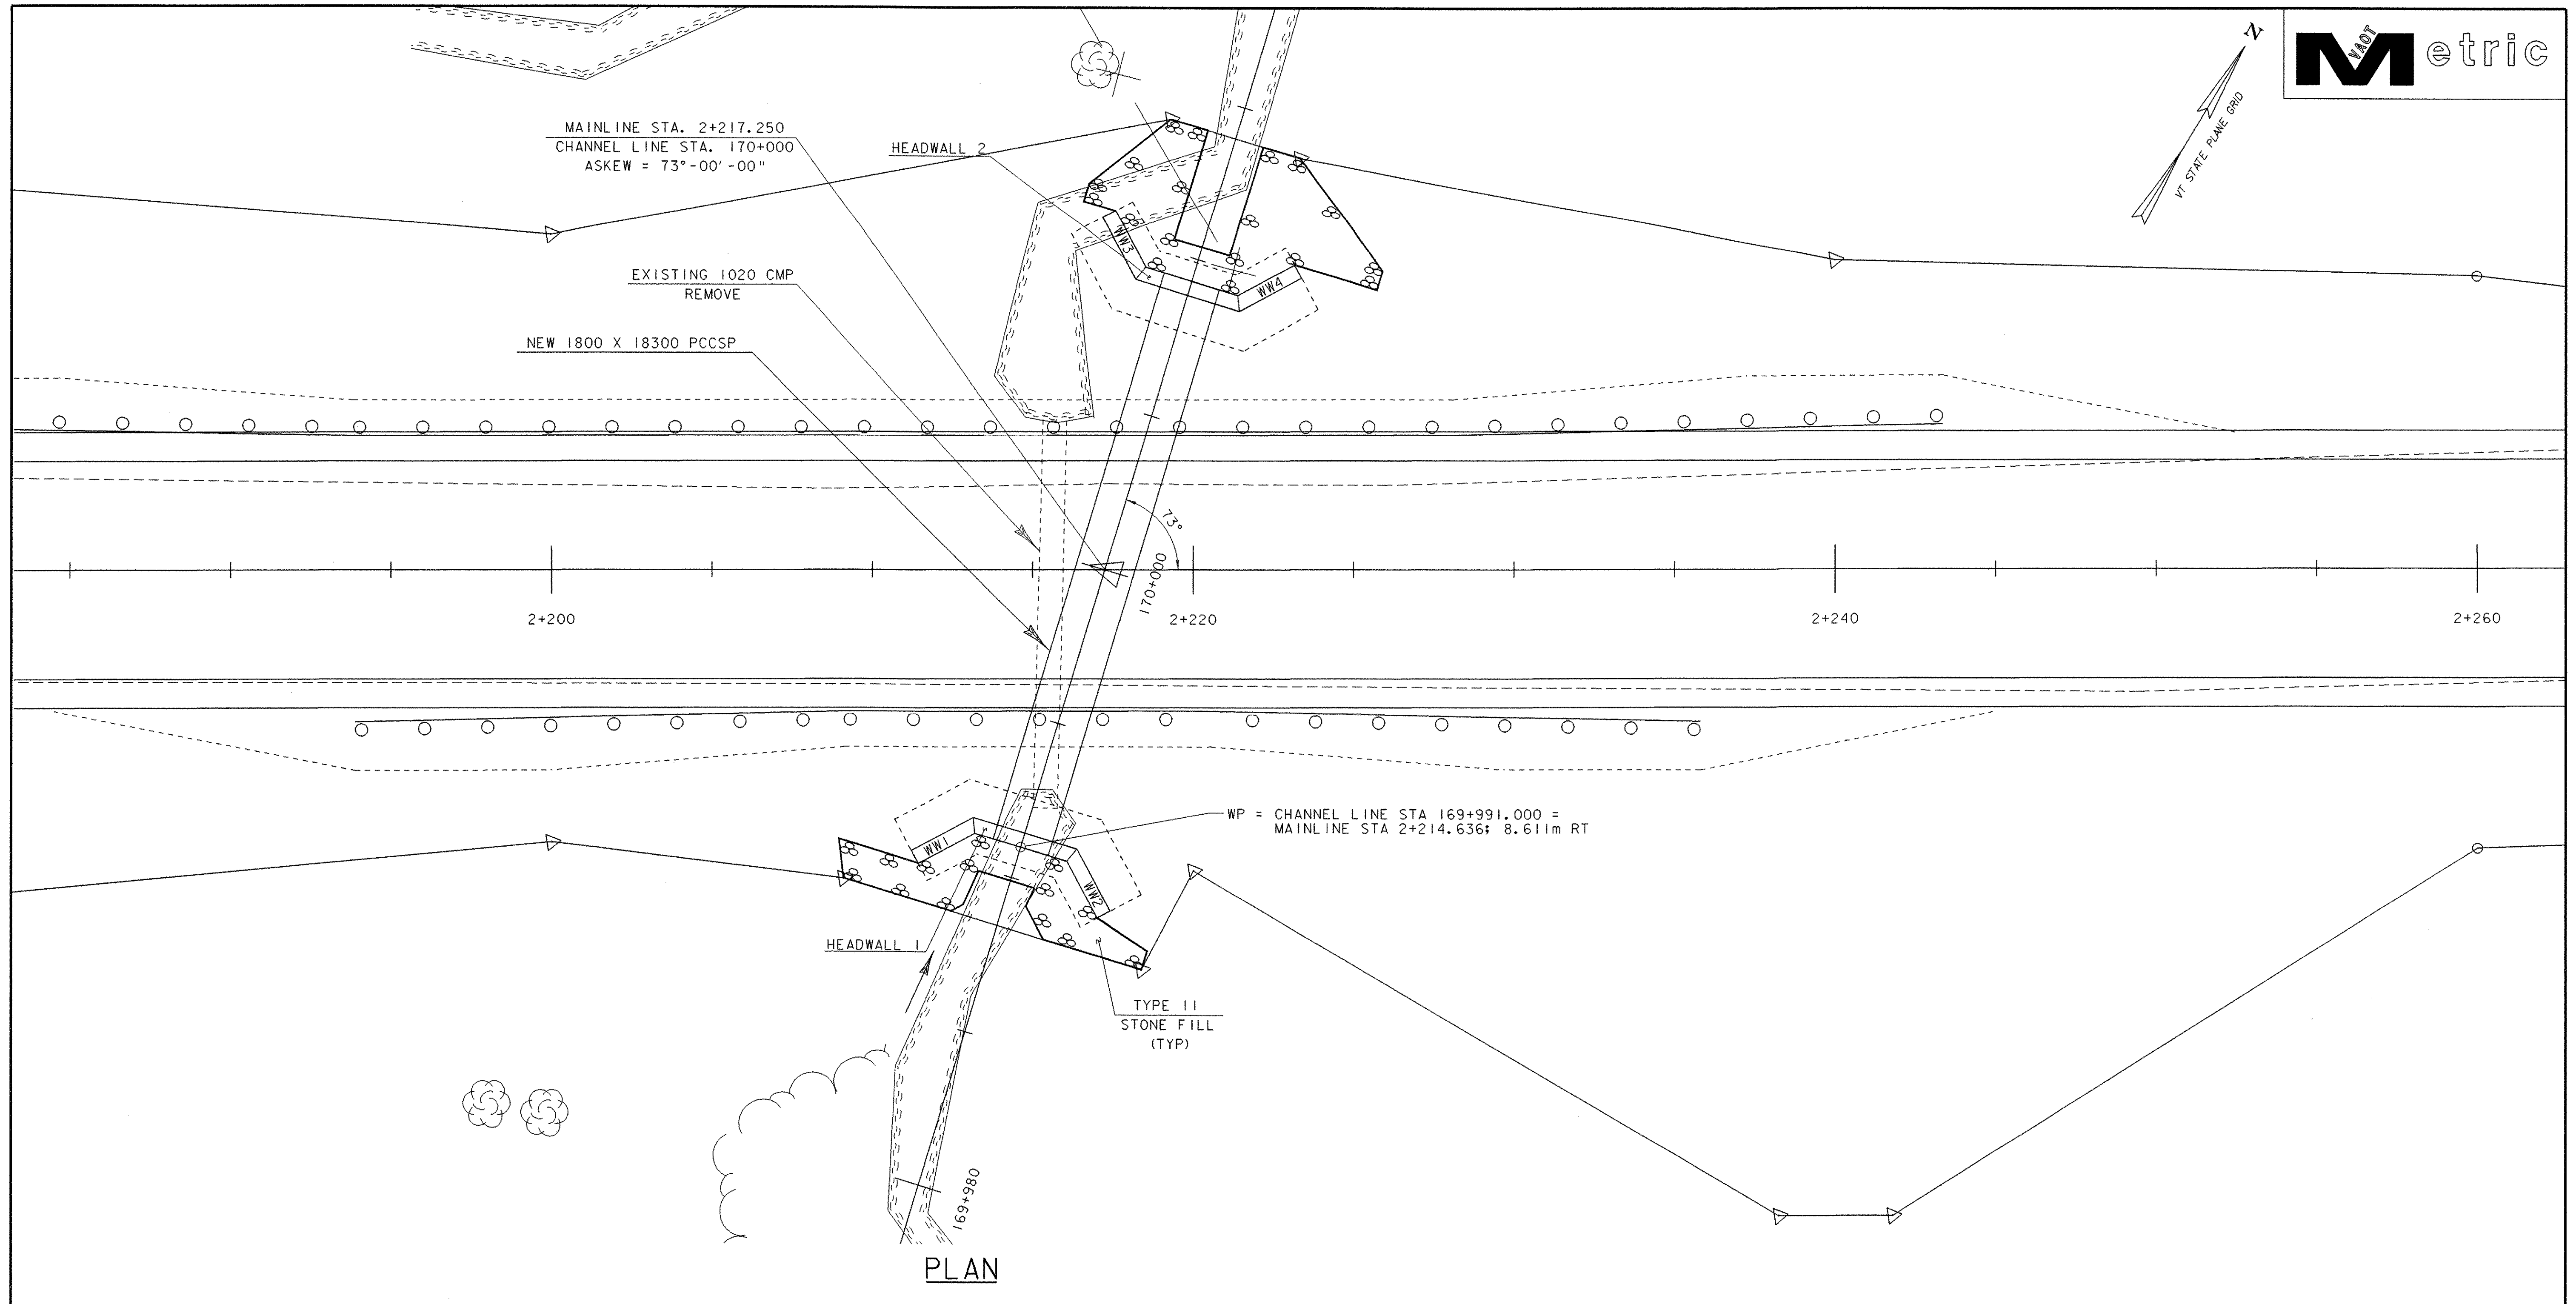 VAOT
Metric
N
VT STATE PLANE GRID
MAINLINE STA. 2+217.250
CHANNEL LINE STA. 170+000
ASKEW = 73°-00'-00"
HEADWALL 2
WW3
WW4
EXISTING 1020 CMP
REMOVE
NEW 1800 X 18300 PCCSP
73°
170+000
2+200
2+220
2+240
2+260
WP = CHANNEL LINE STA 169+991.000 =
MAINLINE STA 2+214.636; 8.611m RT
WW1
WW2
HEADWALL 1
TYPE II
STONE FILL
(TYP)
169+980
PLAN